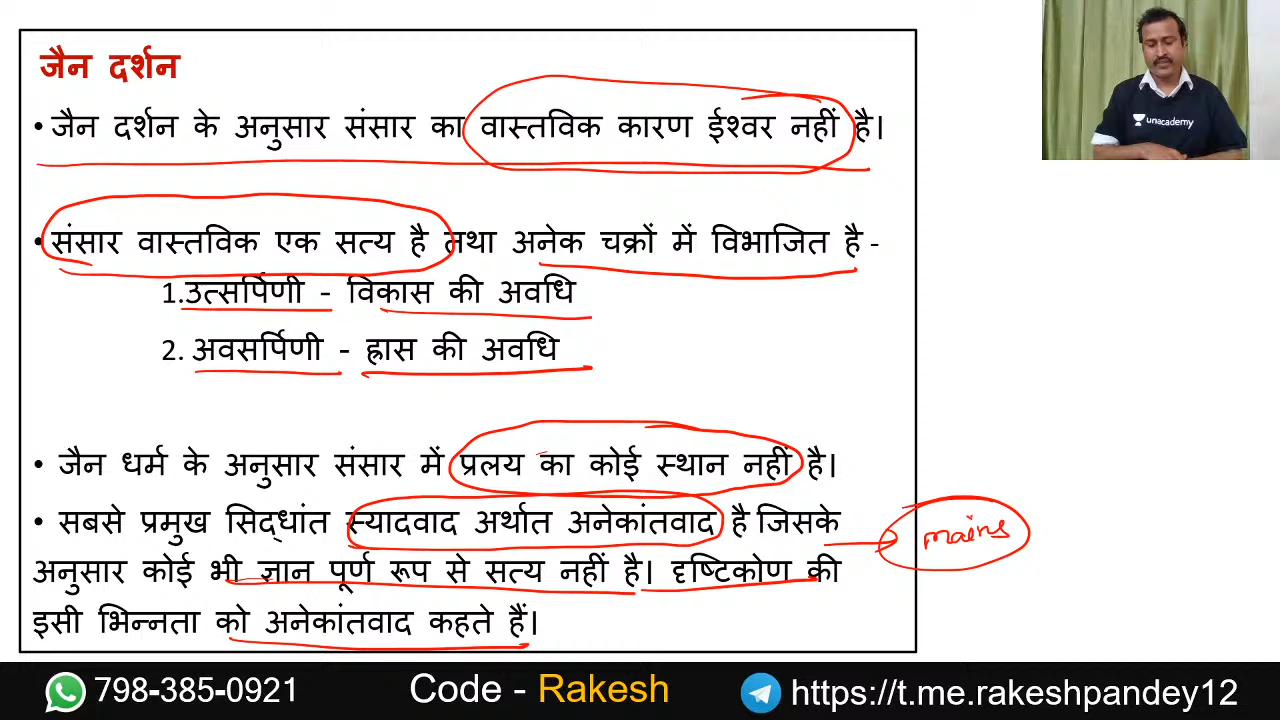 जैन दर्शन
• जैन दर्शन के अनुसार संसार का वास्तविक कारण ईश्वर नहीं है।
unacademy
• संसार वास्तविक एक सत्य है तथा अनेक चक्रों में विभाजित है -
1.उत्सर्पिणी - विकास की अवधि
2. अवसर्पिणी - ह्रास की अवधि
• जैन धर्म के अनुसार संसार में प्रलय का कोई स्थान नहीं है।
• सबसे प्रमुख सिद्धांत स्यादवाद अर्थात अनेकांतवाद है जिसके
mains
अनुसार कोई भी ज्ञान पूर्ण रूप से सत्य नहीं है। दृष्टिकोण की
इसी भिन्नता को अनेकांतवाद कहते हैं।
798-385-0921
Code - Rakesh
https://t.me.rakeshpandey12